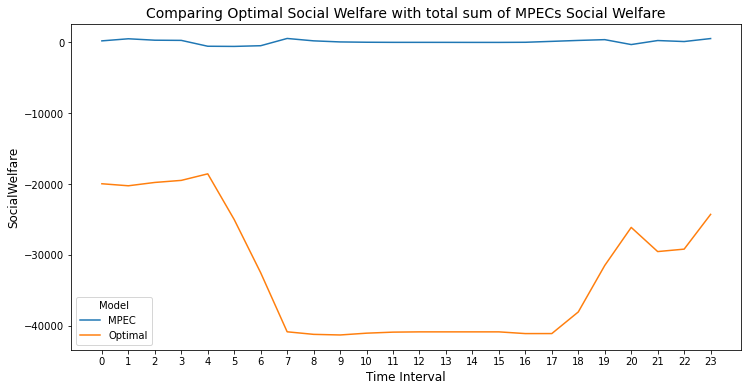 Comparing Optimal Social Welfare with total sum of MPECs Social Welfare
0
−10000
−20000
−30000
−40000
SocialWelfare
Model
MPEC
Optimal
0 1 2 3 4 5 6 7 8 9 10 11 12 13 14 15 16 17 18 19 20 21 22 23
Time Interval